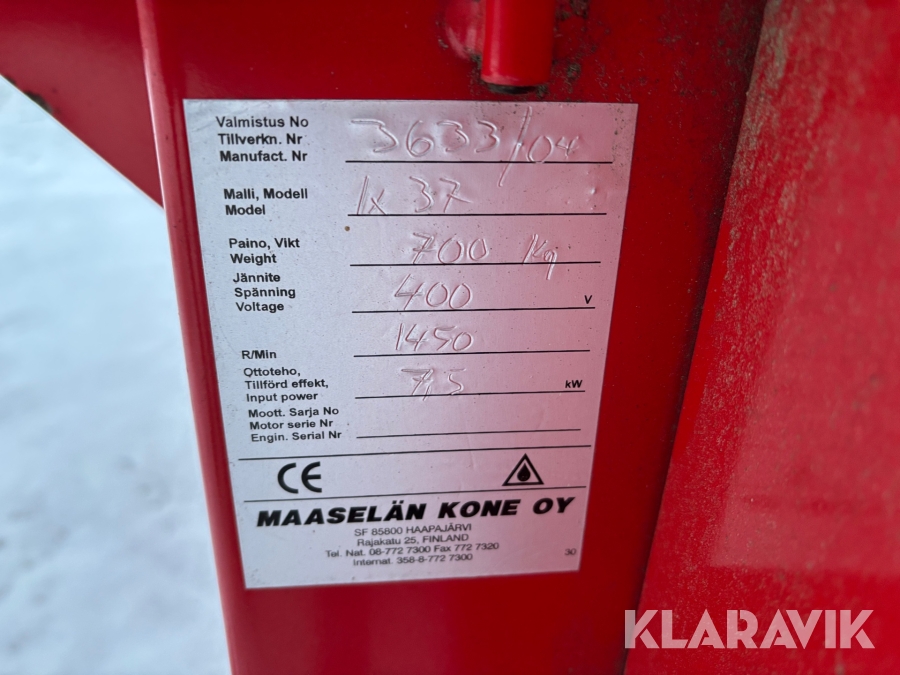 Valmistus No
Tillverkn. Nr
Manufact. Nr
3633/04
Malli, Modell
Model
1x 37
Paino, Vikt
Weight
700 Kg
Jännite
Spänning
Voltage
400
V
R/Min
1450
Ottoteho,
Tillförd effekt,
Input power
7,5
kW
Moott. Sarja No
Motor serie Nr
Engin. Serial Nr
CE
MAASELÄN KONE OY
SF 85800 HAAPAJÄRVI
Rajakatu 25, FINLAND
Tel. Nat. 08-772 7300 Fax 772 7320
Internat. 358-8-772 7300
30
KLARAVIK